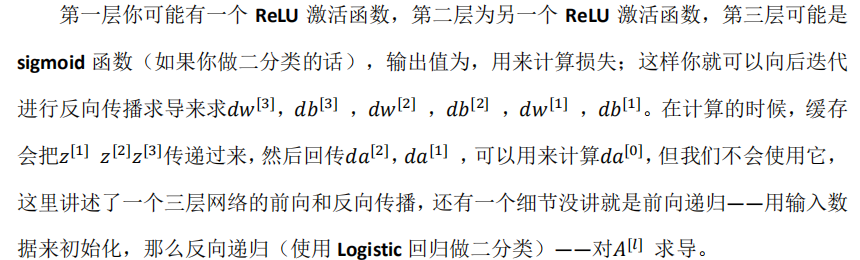 第一层你可能有一个 ReLU 激活函数，第二层为另一个 ReLU 激活函数，第三层可能是
sigmoid 函数（如果你做二分类的话），输出值为，用来计算损失；这样你就可以向后迭代
进行反向传播求导来求𝑑𝑤[3]，𝑑𝑏[3] ，𝑑𝑤[2] ，𝑑𝑏[2] ，𝑑𝑤[1] ，𝑑𝑏[1]。在计算的时候，缓存
会把𝑧[1] 𝑧[2]𝑧[3]传递过来，然后回传𝑑𝑎[2]，𝑑𝑎[1] ，可以用来计算𝑑𝑎[0]，但我们不会使用它，
这里讲述了一个三层网络的前向和反向传播，还有一个细节没讲就是前向递归——用输入数
据来初始化，那么反向递归（使用 Logistic 回归做二分类）——对𝐴[𝑙] 求导。